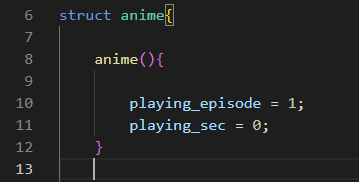 6 struct anime{
7
8 anime(){
9
10 playing_episode = 1;
11 playing_sec = 0;
12 }
13